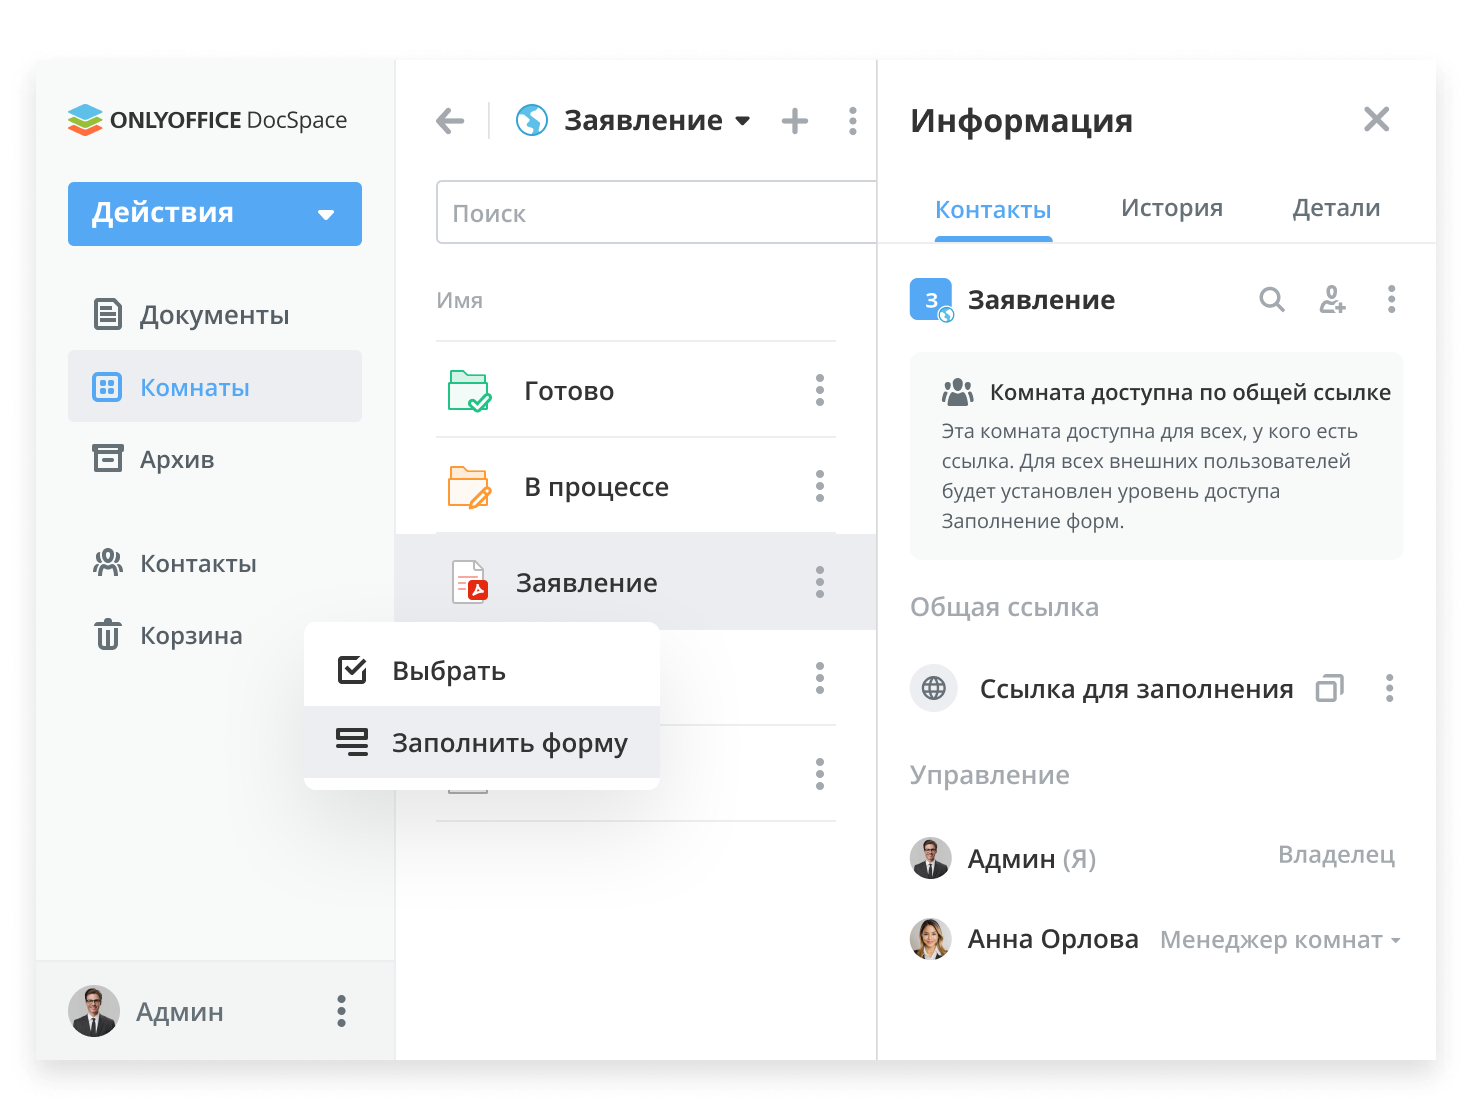 ONLYOFFICE DocSpace
Действия
Документы
Комнаты
Архив
Контакты
Корзина
Админ
Заявление
Поиск
Имя
Готово
В процессе
Заявление
Выбрать
Заполнить форму
Информация
Контакты
История
Детали
З
Заявление
Комната доступна по общей ссылке
Эта комната доступна для всех, у кого есть
ссылка. Для всех внешних пользователей
будет установлен уровень доступа
Заполнение форм.
Общая ссылка
Ссылка для заполнения
Управление
Админ (Я)
Владелец
Анна Орлова
Менеджер комнат